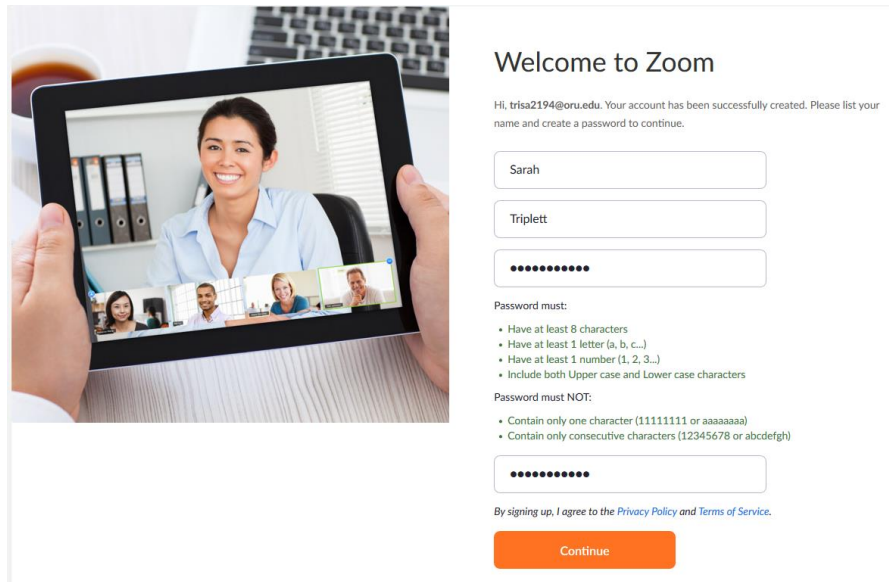 Welcome to Zoom
Hi, trisa2194@oru.edu. Your account has been successfully created. Please list your
name and create a password to continue.
Sarah
Triplett
●●●●●●●●●●●
Password must:
• Have at least 8 characters
• Have at least 1 letter (a, b, c...)
• Have at least 1 number (1, 2, 3...)
• Include both Upper case and Lower case characters
Password must NOT:
• Contain only one character (11111111 or aaaaaaaa)
• Contain only consecutive characters (12345678 or abcdefgh)
●●●●●●●●●●●
By signing up, I agree to the Privacy Policy and Terms of Service.
Continue